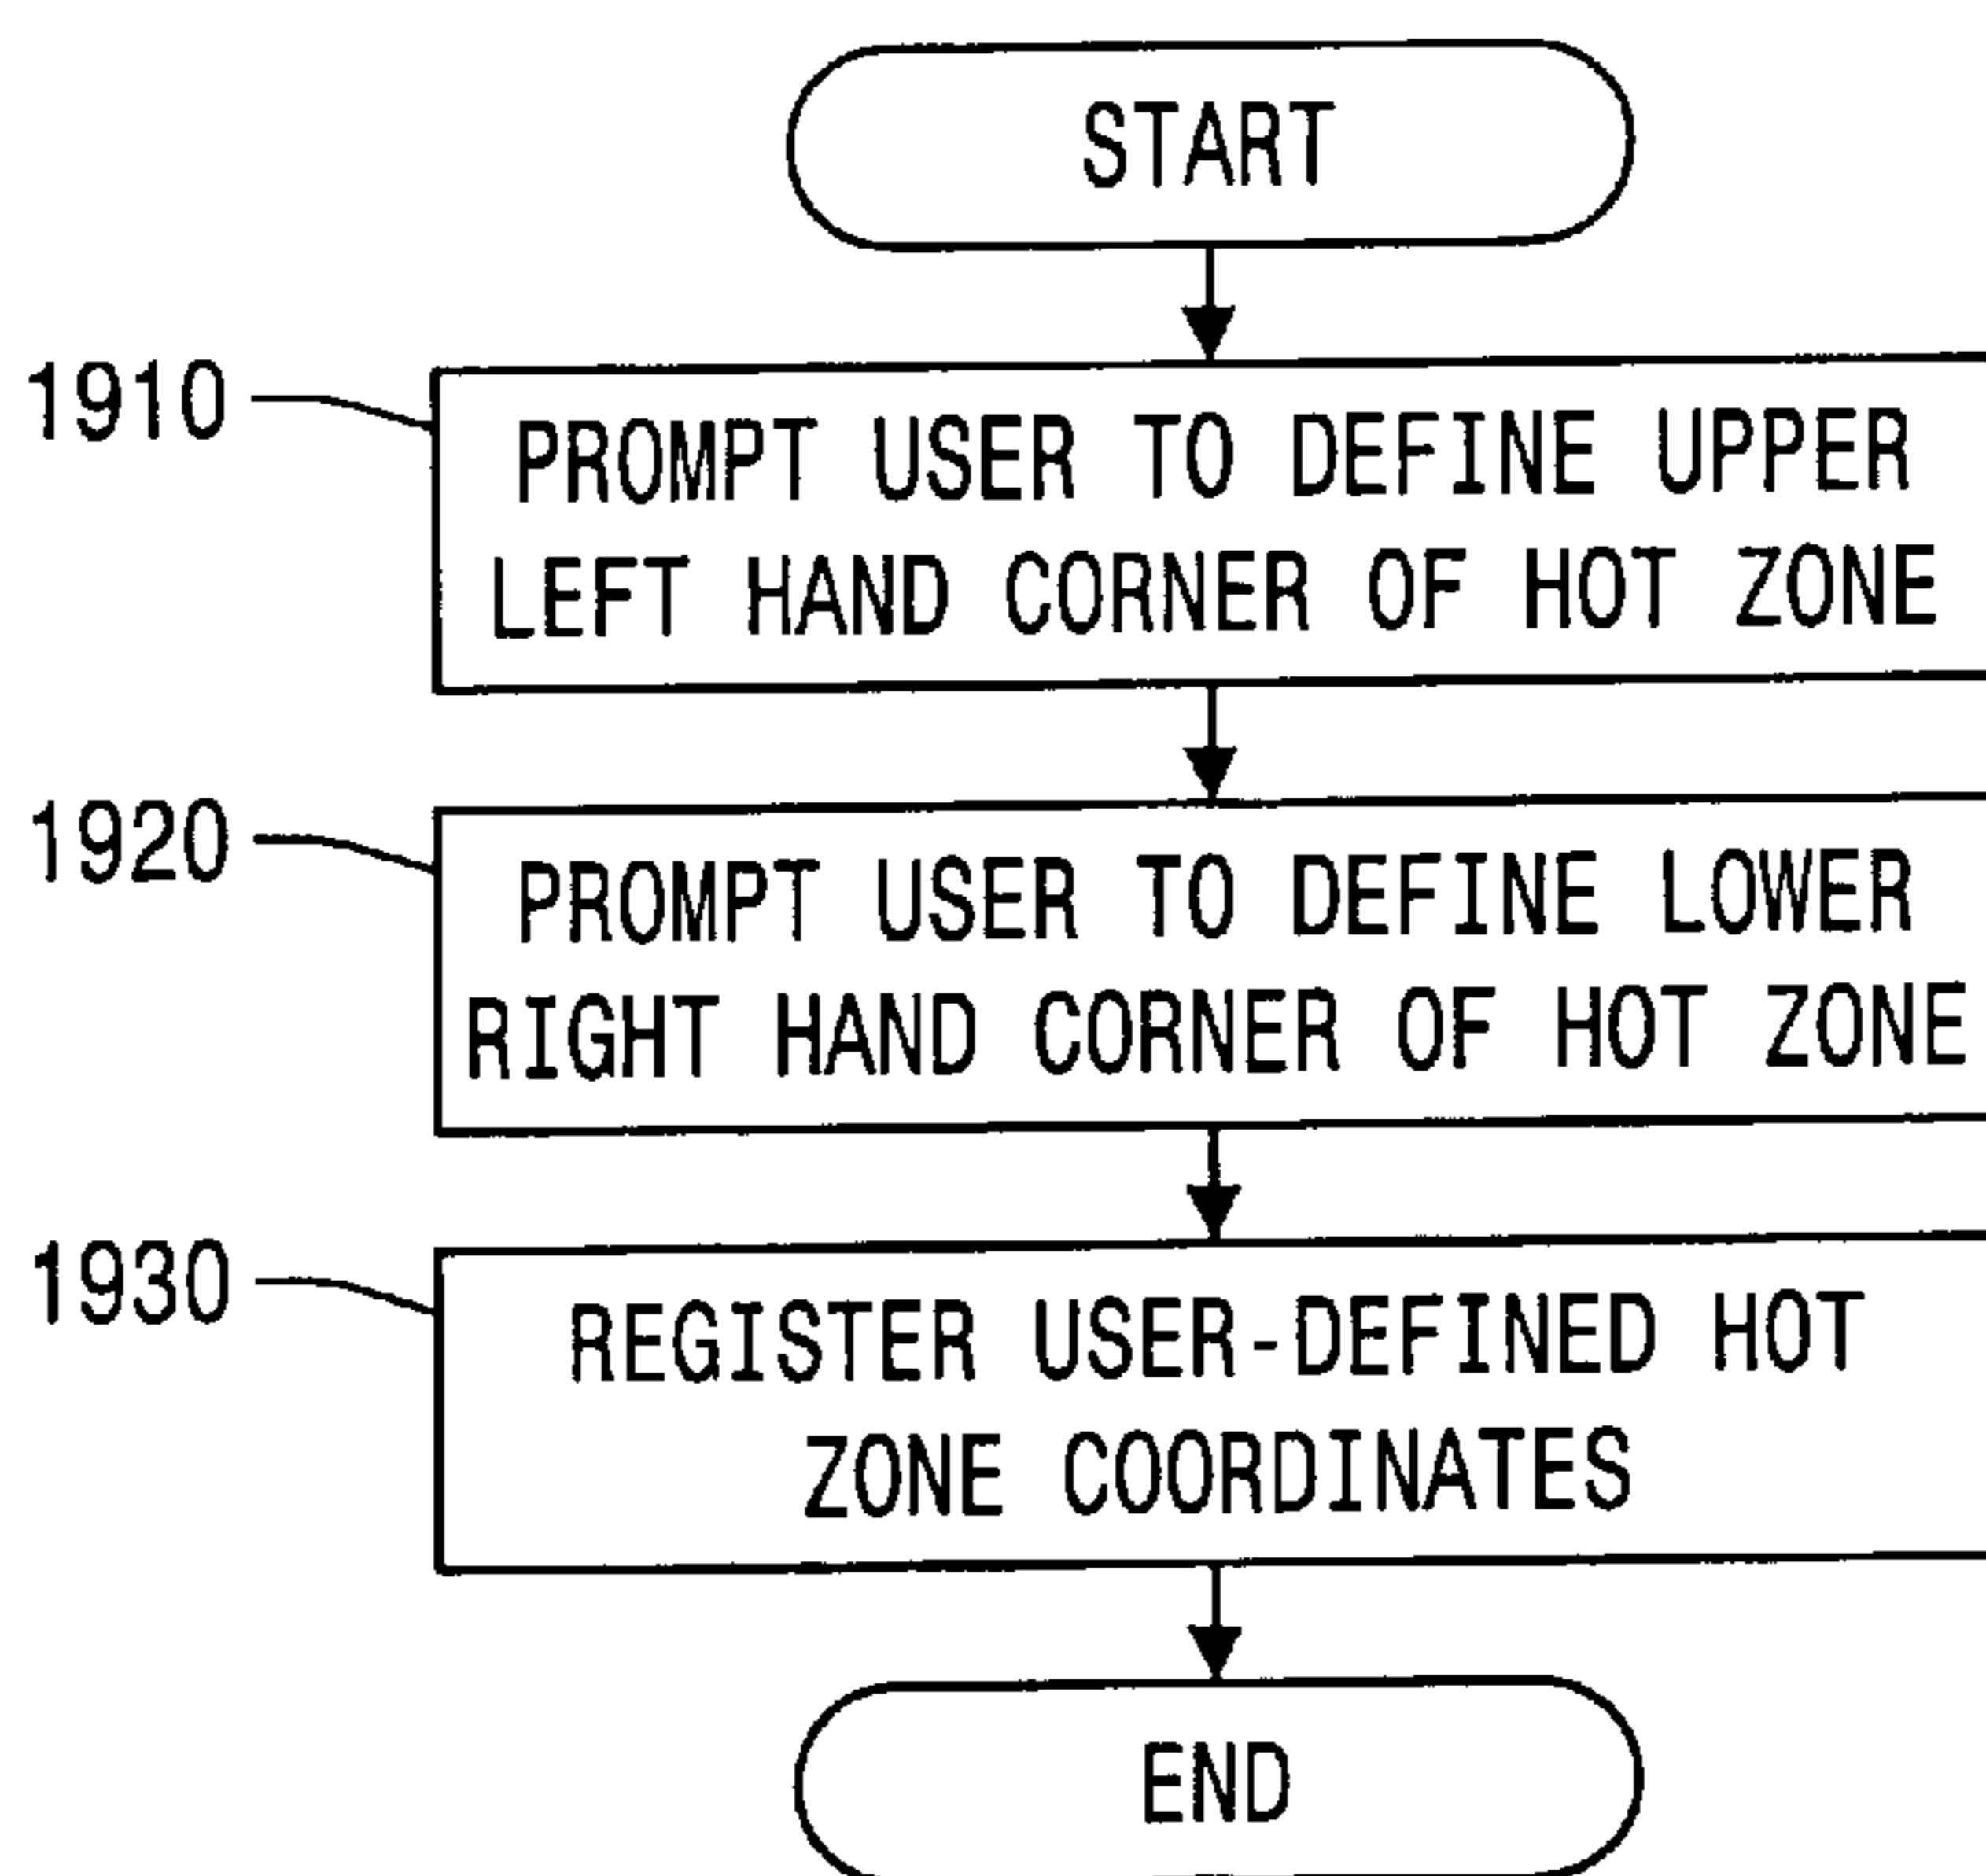 START
1910
PROMPT USER TO DEFINE UPPER
LEFT HAND CORNER OF HOT ZONE
1920
PROMPT USER TO DEFINE LOWER
RIGHT HAND CORNER OF HOT ZONE
1930
REGISTER USER-DEFINED HOT
ZONE COORDINATES
END